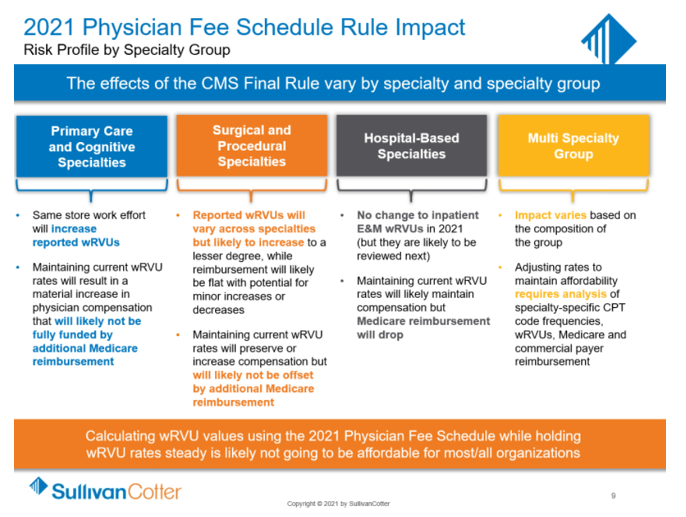 2021 Physician Fee Schedule Rule Impact
Risk Profile by Specialty Group
The effects of the CMS Final Rule vary by specialty and specialty group
Primary Care
and Cognitive
Specialties
• Same store work effort
will increase
reported wRVUs
• Maintaining current wRVU
rates will result in a
material increase in
physician compensation
that will likely not be
fully funded by
additional Medicare
reimbursement
Surgical and
Procedural
Specialties
• Reported wRVUs will
vary across specialties
but likely to increase to a
lesser degree, while
reimbursement will likely
be flat with potential for
minor increases or
decreases
• Maintaining current wRVU
rates will preserve or
increase compensation but
will likely not be offset
by additional Medicare
reimbursement
Hospital-Based
Specialties
• No change to inpatient
E&M wRVUs in 2021
(but they are likely to be
reviewed next)
• Maintaining current wRVU
rates will likely maintain
compensation but
Medicare reimbursement
will drop
Multi Specialty
Group
• Impact varies based on
the composition of
the group
• Adjusting rates to
maintain affordability
requires analysis of
specialty-specific CPT
code frequencies,
wRVUs, Medicare and
commercial payer
reimbursement
Calculating wRVU values using the 2021 Physician Fee Schedule while holding
wRVU rates steady is likely not going to be affordable for most/all organizations
SullivanCotter
Copyright © 2021 by SullivanCotter
9